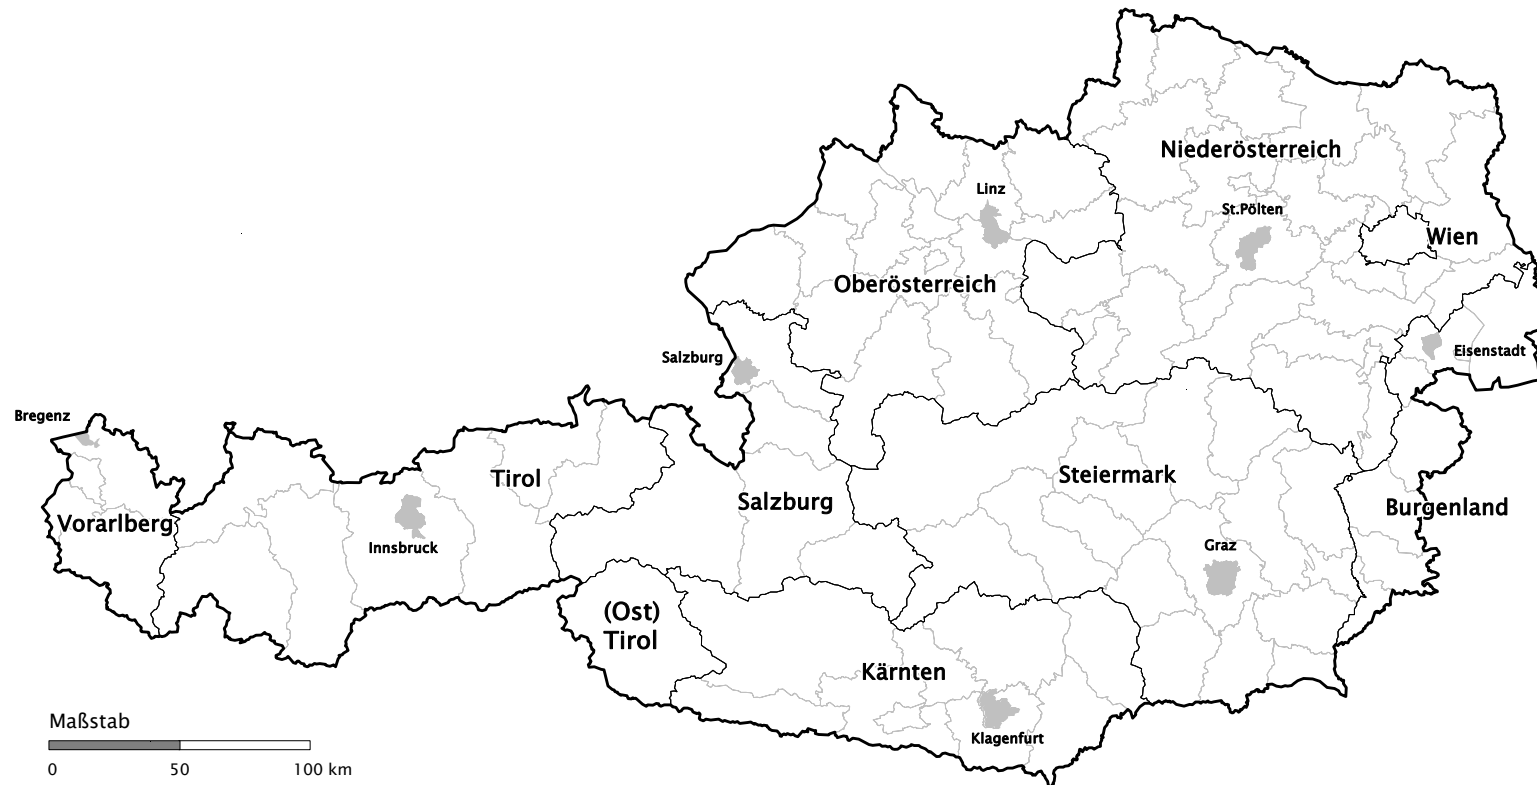 Niederösterreich
Linz
St.Pölten
Wien
Oberösterreich
Salzburg
Eisenstadt
Bregenz
Tirol
Steiermark
Salzburg
Burgenland
Vorarlberg
Innsbruck
Graz
(Ost)
Tirol
Kärnten
Klagenfurt
Maßstab
0 50 100 km